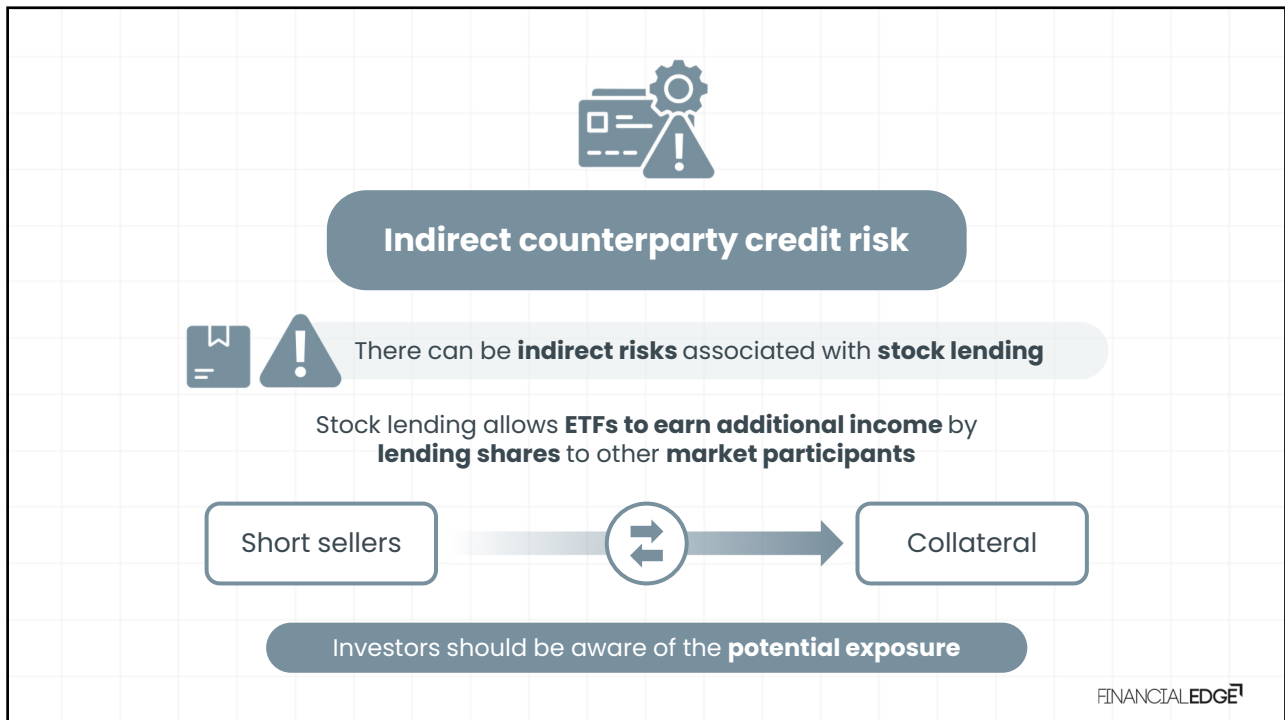 Indirect counterparty credit risk
There can be indirect risks associated with stock lending
Stock lending allows ETFs to earn additional income by
lending shares to other market participants
Short sellers
Collateral
Investors should be aware of the potential exposure
FINANCIALEDGE